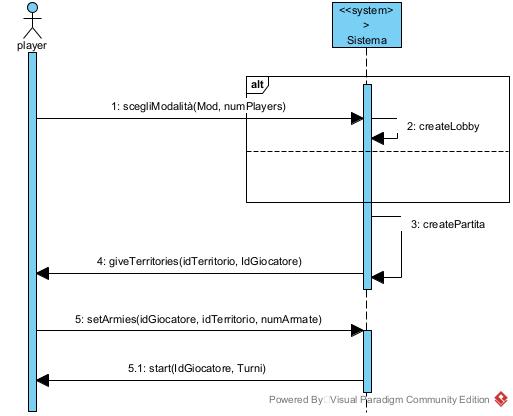 <<system>
>
Sistema
player
alt
1: scegliModalità(Mod, numPlayers)
2: createLobby
3: createPartita
4: giveTerritories(idTerritorio, IdGiocatore)
5: setArmies(idGiocatore, idTerritorio, numArmate)
5.1: start(IdGiocatore, Turni)
Powered By Visual Paradigm Community Edition